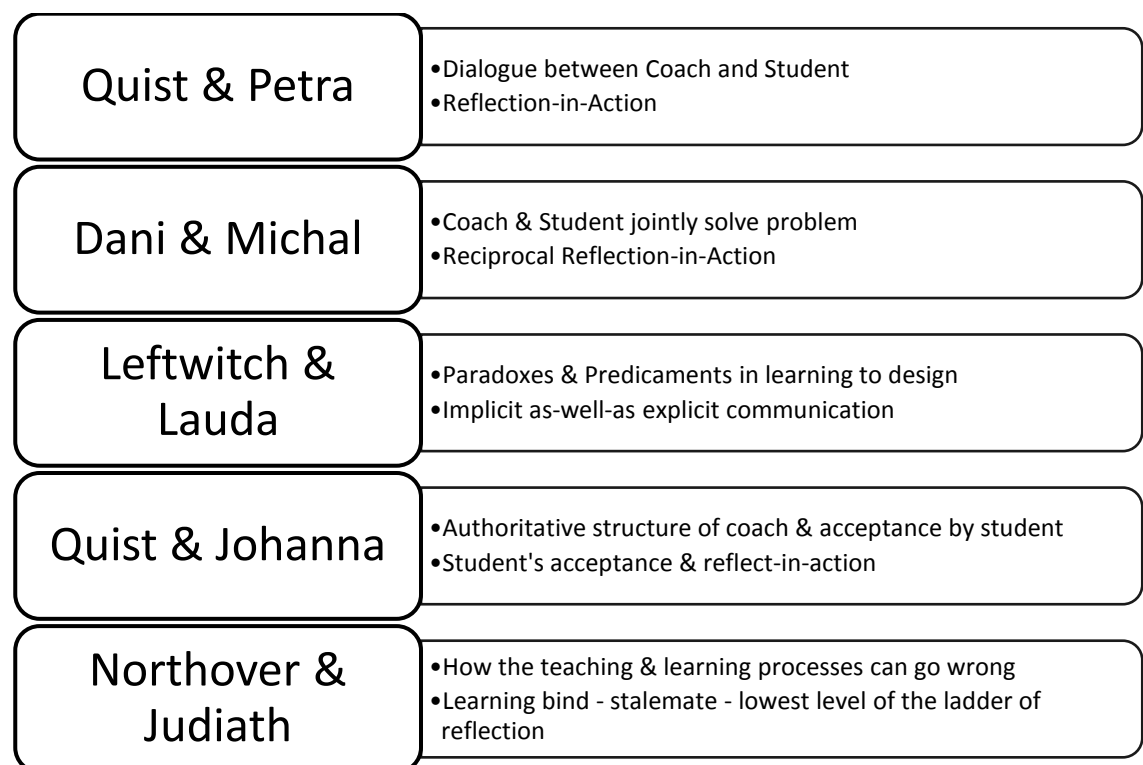 Quist & Petra
•Dialogue between Coach and Student
•Reflection-in-Action
Dani & Michal
•Coach & Student jointly solve problem
•Reciprocal Reflection-in-Action
Leftwitch &
Lauda
•Paradoxes & Predicaments in learning to design
•Implicit as-well-as explicit communication
Quist & Johanna
•Authoritative structure of coach & acceptance by student
•Student's acceptance & reflect-in-action
Northover &
Judiath
•How the teaching & learning processes can go wrong
•Learning bind - stalemate - lowest level of the ladder of
reflection